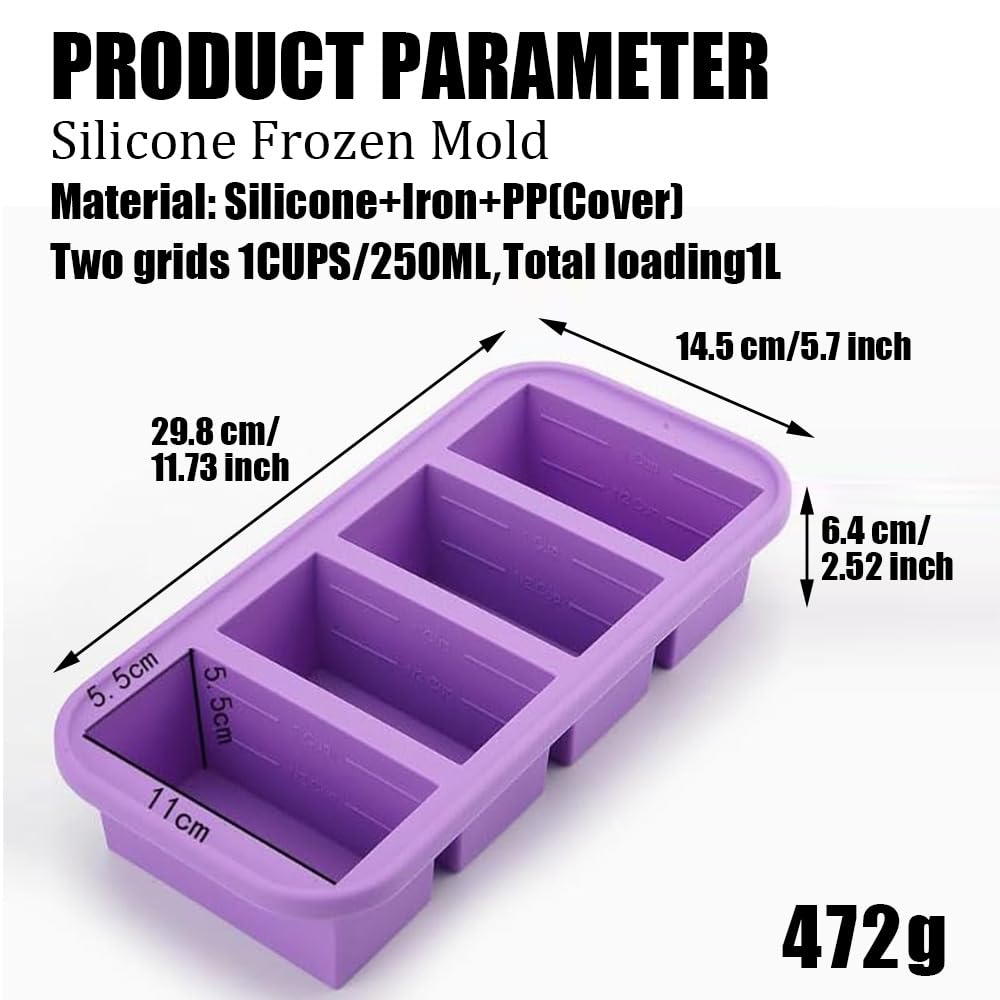 PRODUCT PARAMETER
Silicone Frozen Mold
Material: Silicone+Iron+PP(Cover)
Two grids 1CUPS/250ML,Total loading1L
14.5 cm/5.7 inch
29.8 cm/
11.73 inch
6.4 cm/
2.52 inch
5.5cm
5.5cm
11cm
472g